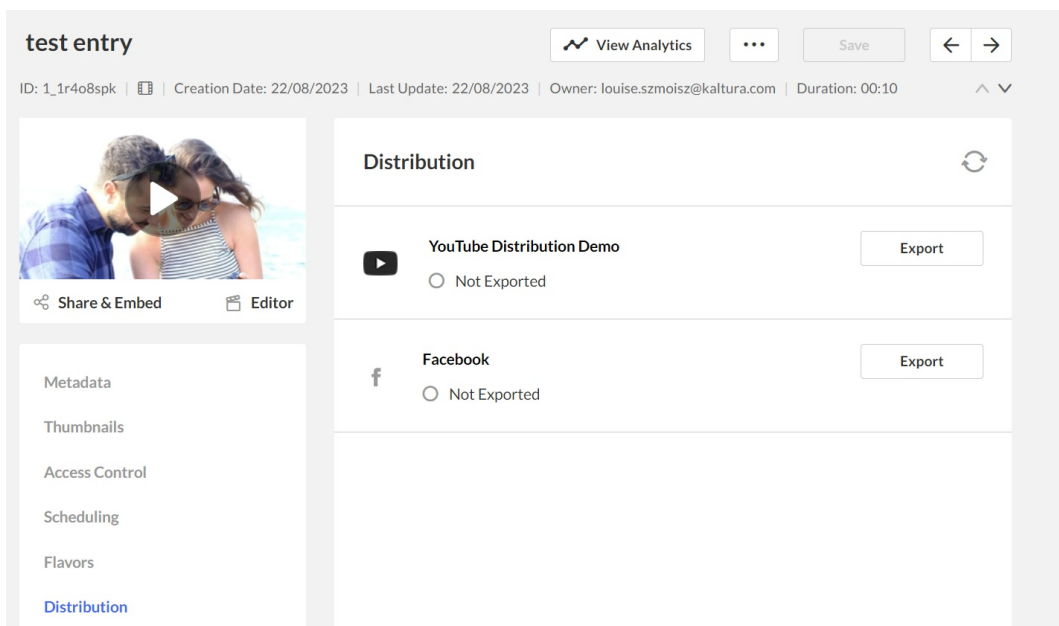 test entry
View Analytics
Save
ID: 1_1r4o8spk | Creation Date: 22/08/2023 | Last Update: 22/08/2023 | Owner: louise.szmoisz@kaltura.com | Duration: 00:10
Share & Embed
Editor
Metadata
Thumbnails
Access Control
Scheduling
Flavors
Distribution
Distribution
YouTube Distribution Demo
Not Exported
Export
Facebook
Not Exported
Export